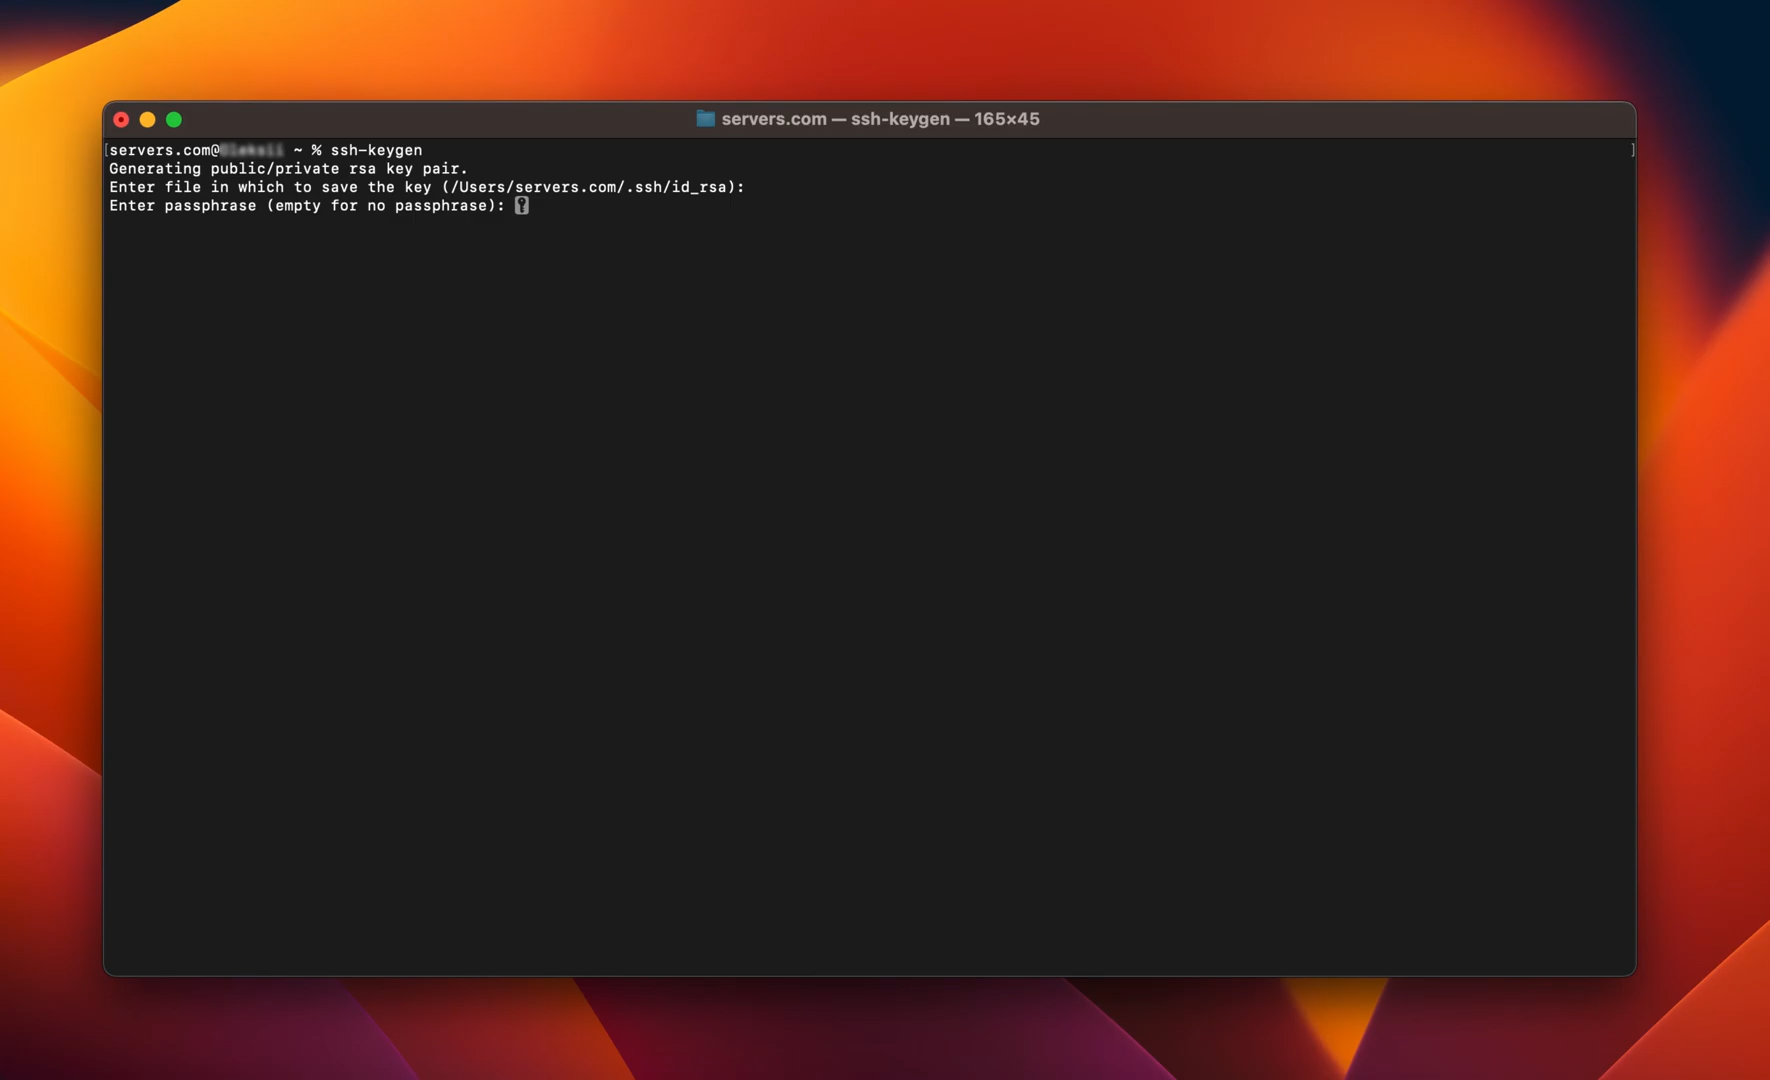 servers.com — ssh-keygen — 165×45
[servers.com@ ~ % ssh-keygen ]
Generating public/private rsa key pair.
Enter file in which to save the key (/Users/servers.com/.ssh/id_rsa):
Enter passphrase (empty for no passphrase):